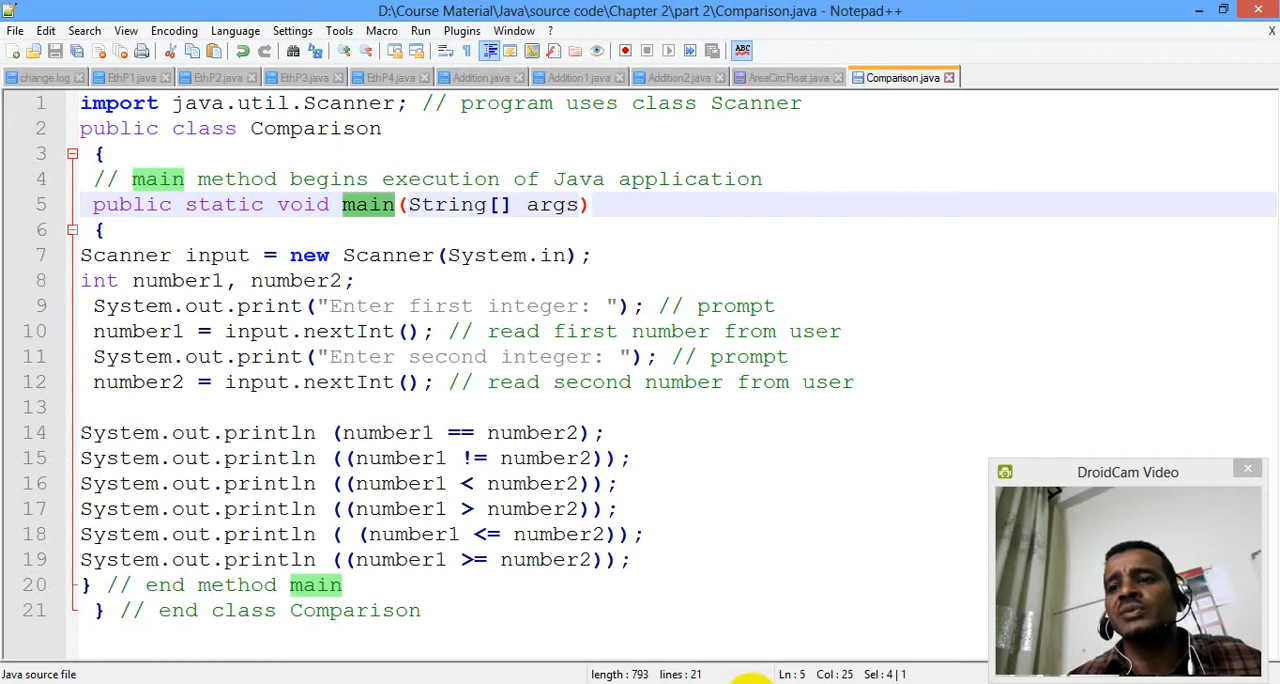 D:\Course Material\Java\source code\Chapter 2\part 2\Comparison.java - Notepad++
File Edit Search View Encoding Language Settings Tools Macro Run Plugins Window ? X
change.log EthP1.java EthP2.java EthP3.java EthP4.java Addition.java Addition1.java Addition2.java AreaCircFloat.java Comparison.java
1 import java.util.Scanner; // program uses class Scanner
2 public class Comparison
3 {
4 // main method begins execution of Java application
5 public static void main(String[] args)
6 {
7 Scanner input = new Scanner(System.in);
8 int number1, number2;
9 System.out.print("Enter first integer: "); // prompt
10 number1 = input.nextInt(); // read first number from user
11 System.out.print("Enter second integer: "); // prompt
12 number2 = input.nextInt(); // read second number from user
13
14 System.out.println (number1 == number2);
15 System.out.println ((number1 != number2));
16 System.out.println ((number1 < number2));
17 System.out.println ((number1 > number2));
18 System.out.println ( (number1 <= number2));
19 System.out.println ((number1 >= number2));
20 } // end method main
21 } // end class Comparison
DroidCam Video
Java source file length : 793 lines : 21 Ln : 5 Col : 25 Sel : 4 | 1